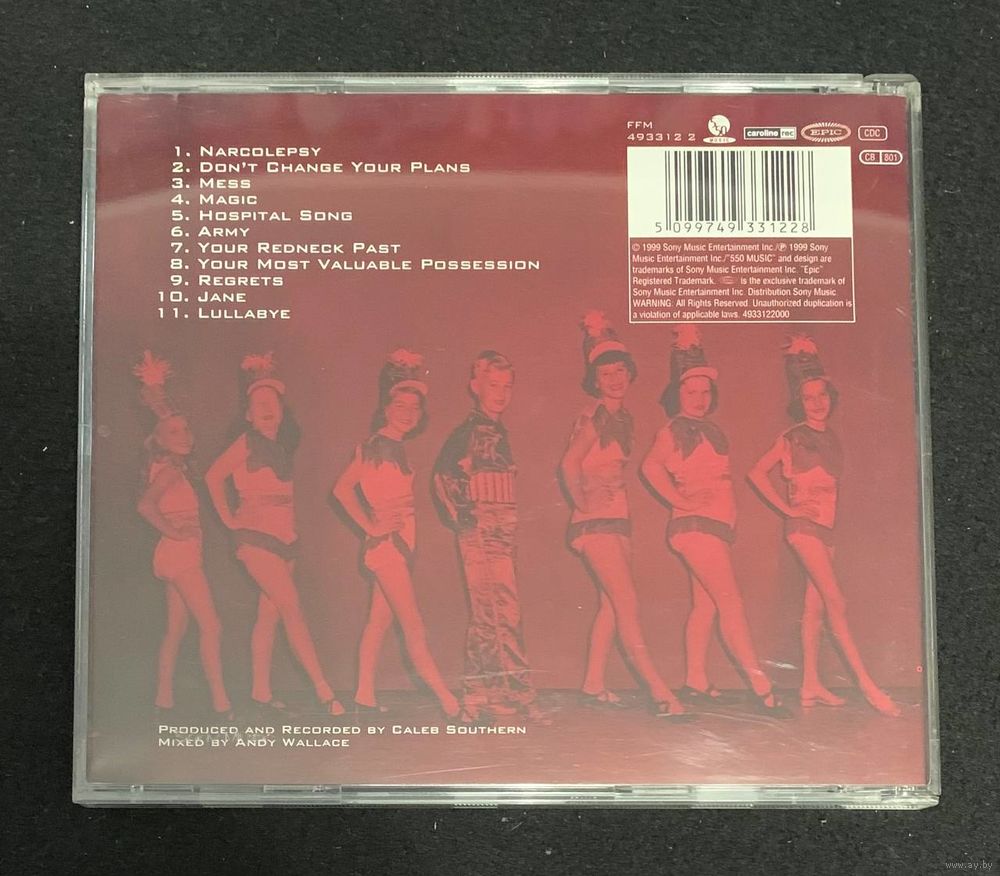 1. Narcolepsy
2. Don't Change Your Plans
3. Mess
4. Magic
5. Hospital Song
6. Army
7. Your Redneck Past
8. Your Most Valuable Possession
9. Regrets
10. Jane
11. Lullabye
FFM
493312 2
550
MUSIC
caroline rec
EPIC
CDC
CB 801
5 099749 331228
© 1999 Sony Music Entertainment Inc./℗ 1999 Sony
Music Entertainment Inc./"550 MUSIC" and design are
trademarks of Sony Music Entertainment Inc. "Epic"
Registered Trademark. is the exclusive trademark of
Sony Music Entertainment Inc. Distribution Sony Music
WARNING: All Rights Reserved. Unauthorized duplication is
a violation of applicable laws. 4933122000
Produced and Recorded by Caleb Southern
Mixed by Andy Wallace
www.ay.by